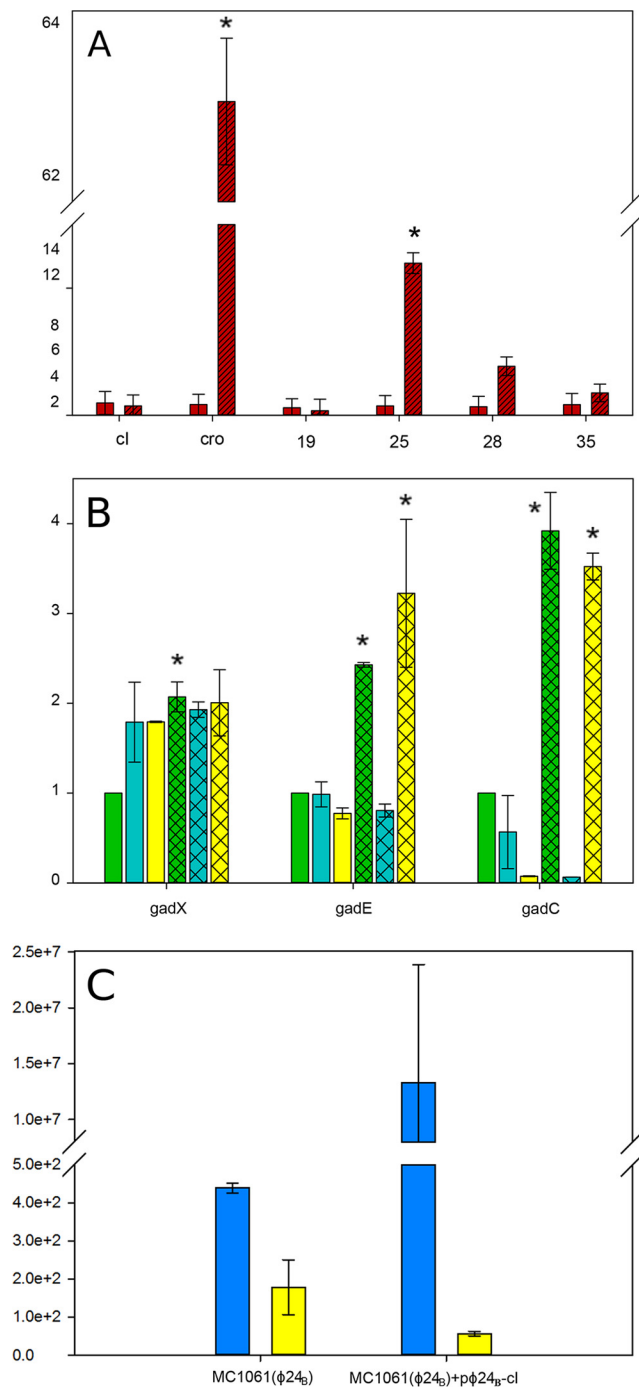 A
64
*
62
14
*
12
8
6
4
2
cI cro 19 25 28 35
B
4
* * *
*
3
*
2
1
0
gadX gadE gadC
C
2.5e+7
2.0e+7
1.5e+7
1.0e+7
5.0e+2
4.0e+2
3.0e+2
2.0e+2
1.0e+2
0.0
MC1061(ϕ24B) MC1061(ϕ24B)+pϕ24B-cI